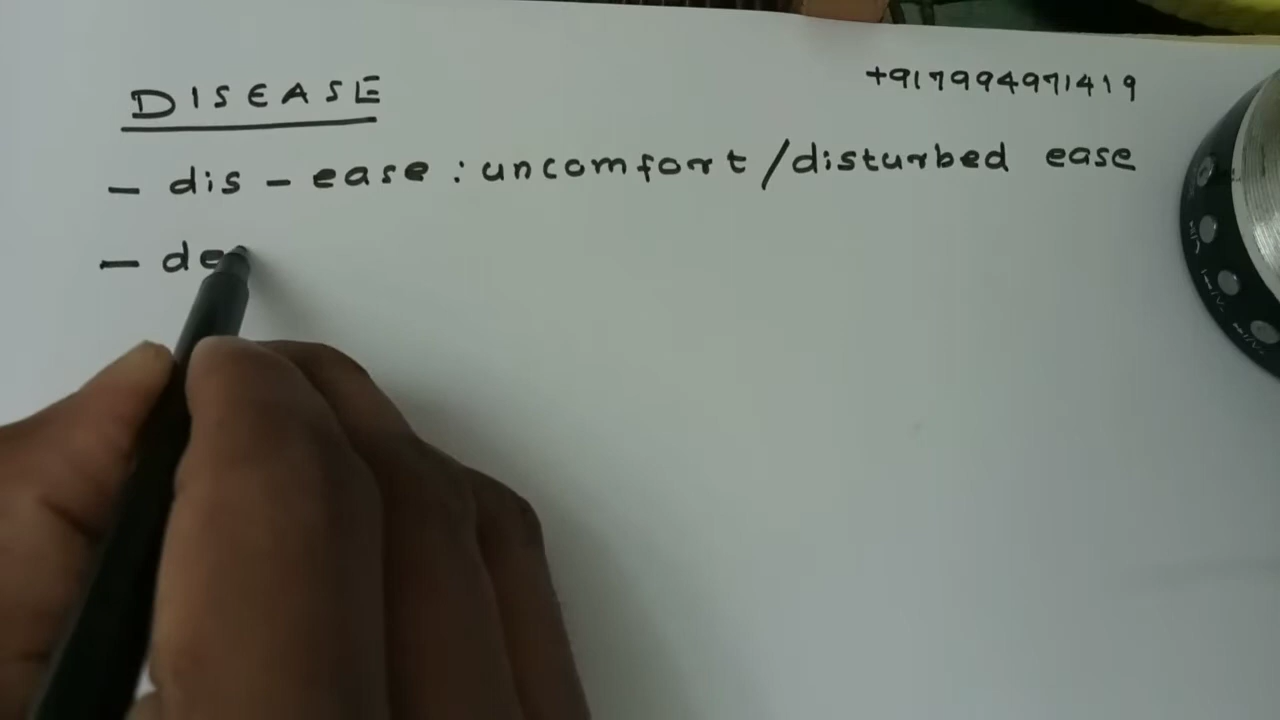 DISEASE
+917994971419
- dis - ease : uncomfort / disturbed ease
- de